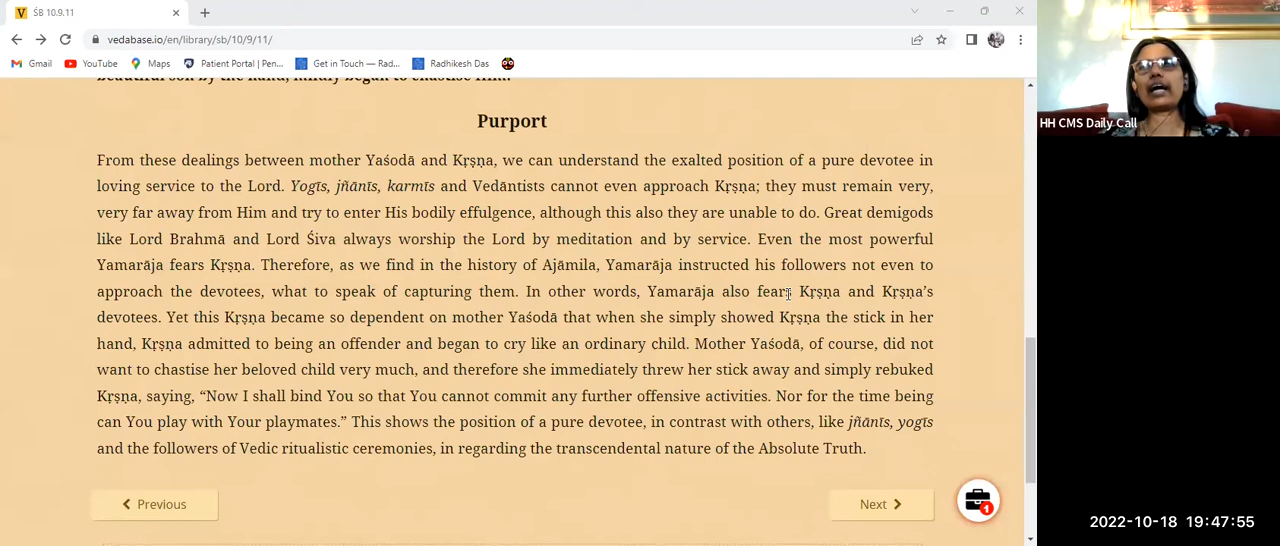 ŚB 10.9.11
vedabase.io/en/library/sb/10/9/11/
Gmail YouTube Maps Patient Portal | Pen... Get in Touch — Rad... Radhikesh Das
beautiful son by the hand, mildly began to chastise Him.
Purport
From these dealings between mother Yaśodā and Kṛṣṇa, we can understand the exalted position of a pure devotee in
loving service to the Lord. Yogīs, jñānīs, karmīs and Vedāntists cannot even approach Kṛṣṇa; they must remain very,
very far away from Him and try to enter His bodily effulgence, although this also they are unable to do. Great demigods
like Lord Brahmā and Lord Śiva always worship the Lord by meditation and by service. Even the most powerful
Yamarāja fears Kṛṣṇa. Therefore, as we find in the history of Ajāmila, Yamarāja instructed his followers not even to
approach the devotees, what to speak of capturing them. In other words, Yamarāja also fears Kṛṣṇa and Kṛṣṇa’s
devotees. Yet this Kṛṣṇa became so dependent on mother Yaśodā that when she simply showed Kṛṣṇa the stick in her
hand, Kṛṣṇa admitted to being an offender and began to cry like an ordinary child. Mother Yaśodā, of course, did not
want to chastise her beloved child very much, and therefore she immediately threw her stick away and simply rebuked
Kṛṣṇa, saying, “Now I shall bind You so that You cannot commit any further offensive activities. Nor for the time being
can You play with Your playmates.” This shows the position of a pure devotee, in contrast with others, like jñānīs, yogīs
and the followers of Vedic ritualistic ceremonies, in regarding the transcendental nature of the Absolute Truth.
Previous
Next
1
HH CMS Daily Call
2022-10-18 19:47:55